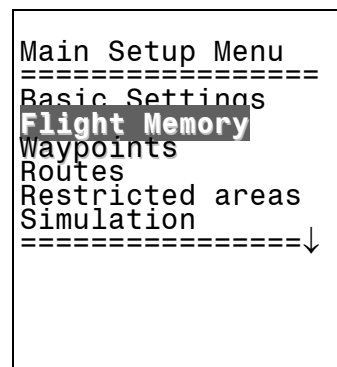 Main Setup Menu
=================
Basic Settings
Flight Memory
Waypoints
Routes
Restricted areas
Simulation
================↓